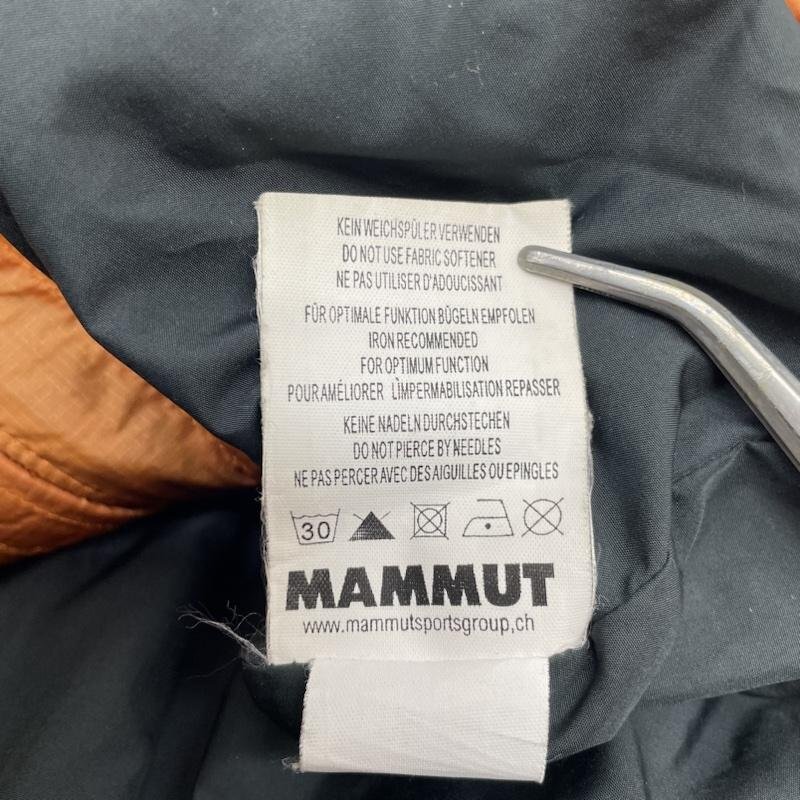 KEIN WEICHSPÜLER VERWENDEN
DO NOT USE FABRIC SOFTENER
NE PAS UTILISER D'ADOUCISSANT
FÜR OPTIMALE FUNKTION BÜGELN EMPFOLEN
IRON RECOMMENDED
FOR OPTIMUM FUNCTION
POUR AMÉLIORER L'IMPERMABILISATION REPASSER
KEINE NADELN DURCHSTECHEN
DO NOT PIERCE BY NEEDLES
NE PAS PERCER AVEC DES AIGUILLES OU EPINGLES
30
MAMMUT
www.mammutsportsgroup,ch